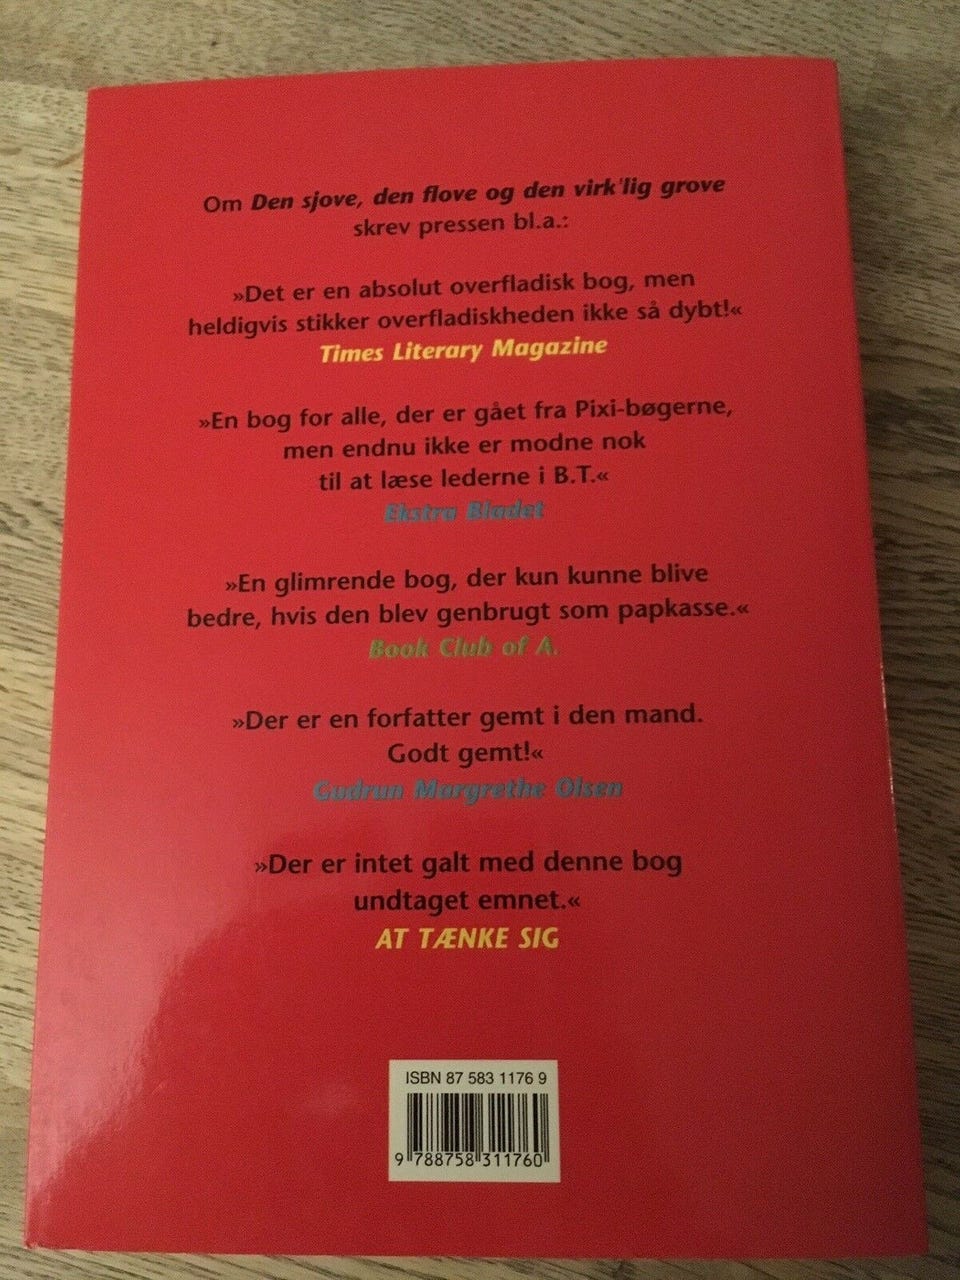 Om Den sjove, den flove og den virk'lig grove
skrev pressen bl.a.:
»Det er en absolut overfladisk bog, men
heldigvis stikker overfladiskheden ikke så dybt!«
Times Literary Magazine
»En bog for alle, der er gået fra Pixi-bøgerne,
men endnu ikke er modne nok
til at læse lederne i B.T.«
Ekstra Bladet
»En glimrende bog, der kun kunne blive
bedre, hvis den blev genbrugt som papkasse.«
Book Club of A.
»Der er en forfatter gemt i den mand.
Godt gemt!«
Gudrun Margrethe Olsen
»Der er intet galt med denne bog
undtaget emnet.«
AT TÆNKE SIG
ISBN 87 583 1176 9
9 788758 311760